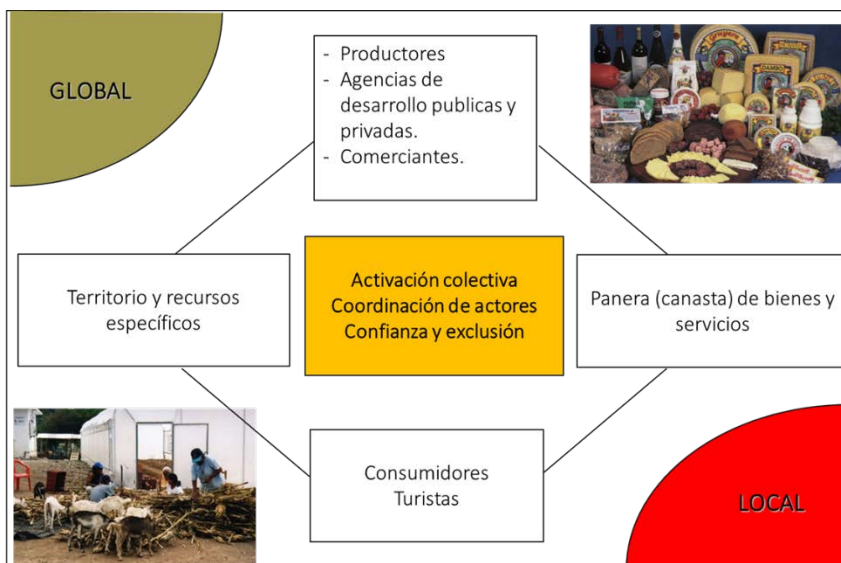 GLOBAL
- Productores
- Agencias de
desarrollo publicas y
privadas.
- Comerciantes.
Territorio y recursos
específicos
Activación colectiva
Coordinación de actores
Confianza y exclusión
Panera (canasta) de bienes y
servicios
Consumidores
Turistas
LOCAL